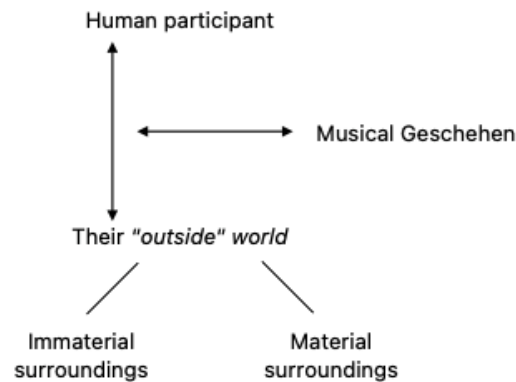 Human participant
Musical Geschehen
Their "outside" world
Immaterial
surroundings
Material
surroundings